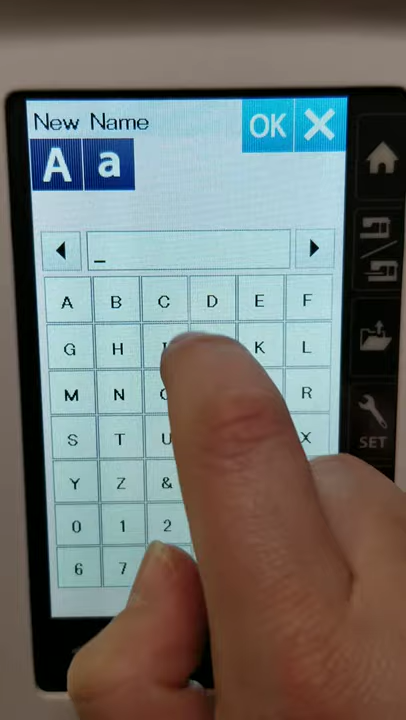 New Name
OK
A a
_
A B C D E F
G H I K L
M N R
S T U X
Y Z &
0 1 2
6 7
SET